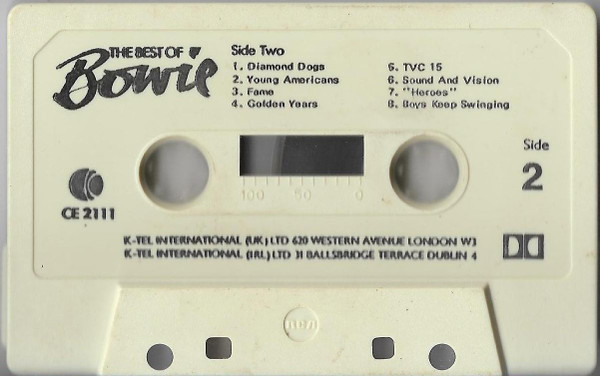 THE BEST OF
Bowie
Side Two
1. Diamond Dogs
2. Young Americans
3. Fame
4. Golden Years
5. TVC 15
6. Sound And Vision
7. "Heroes"
8. Boys Keep Swinging
Side
2
CE 2111
100 50 0
K-TEL INTERNATIONAL (UK) LTD 620 WESTERN AVENUE LONDON W3
K-TEL INTERNATIONAL (IRL) LTD 31 BALLSBRIDGE TERRACE DUBLIN 4
RCA